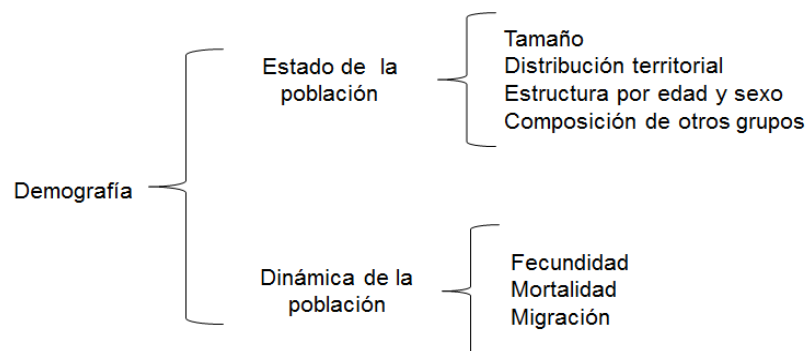 Demografía
Estado de la
población
Tamaño
Distribución territorial
Estructura por edad y sexo
Composición de otros grupos
Dinámica de la
población
Fecundidad
Mortalidad
Migración